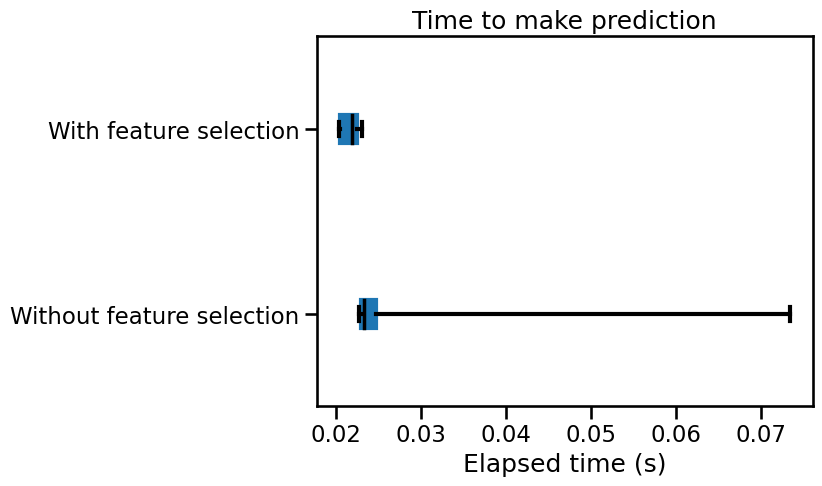 Time to make prediction
With feature selection
Without feature selection
0.02 0.03 0.04 0.05 0.06 0.07
Elapsed time (s)